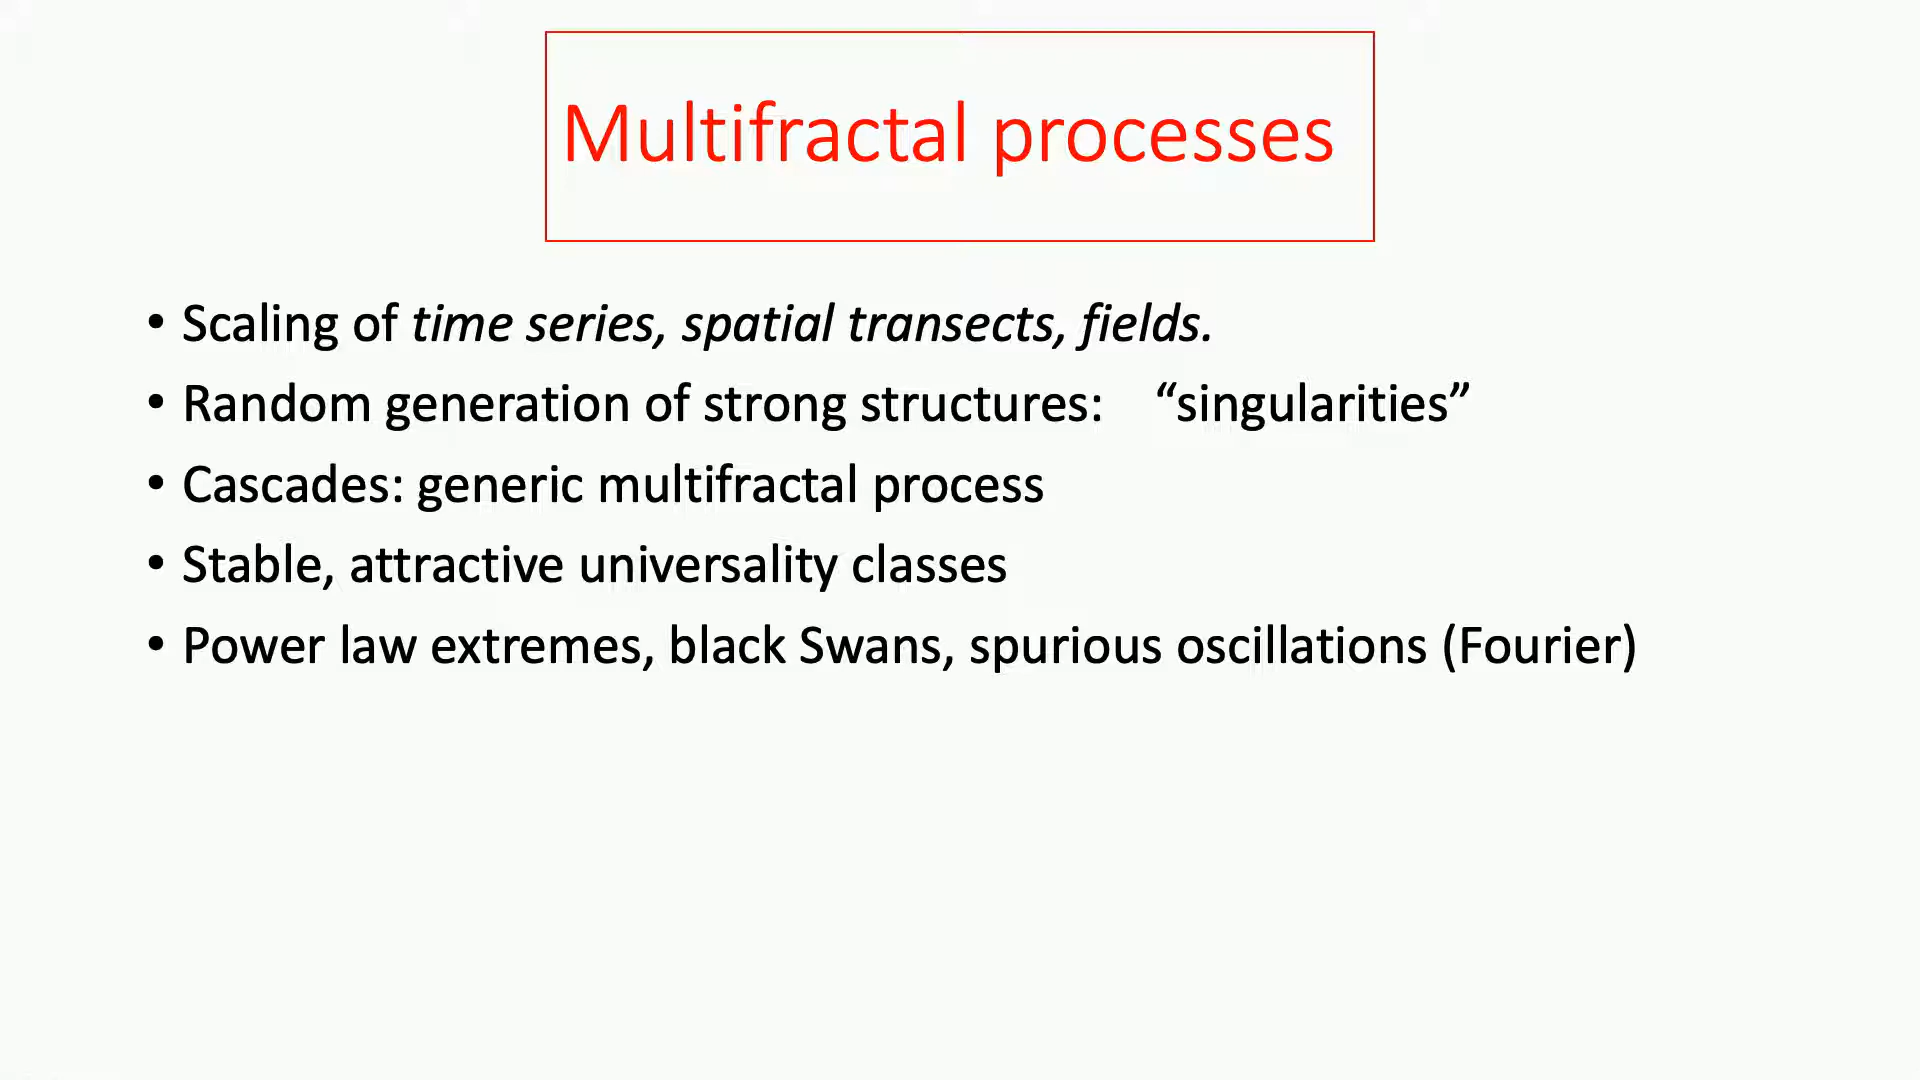 Multifractal processes
• Scaling of time series, spatial transects, fields.
• Random generation of strong structures: “singularities”
• Cascades: generic multifractal process
• Stable, attractive universality classes
• Power law extremes, black Swans, spurious oscillations (Fourier)